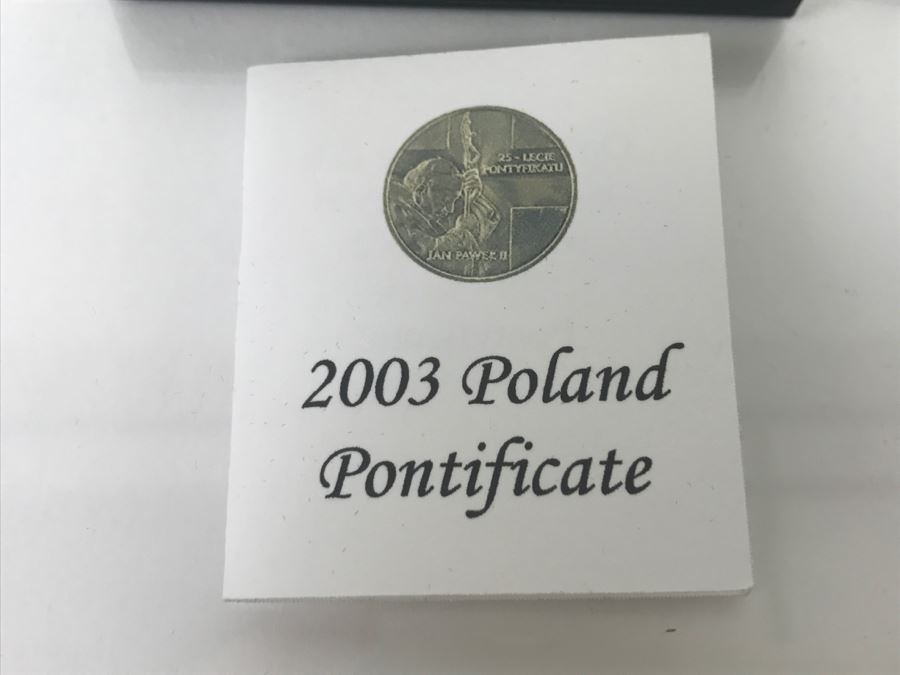 25 - LECIE
PONTYFIKATU
JAN PAWEŁ II
2003 Poland
Pontificate